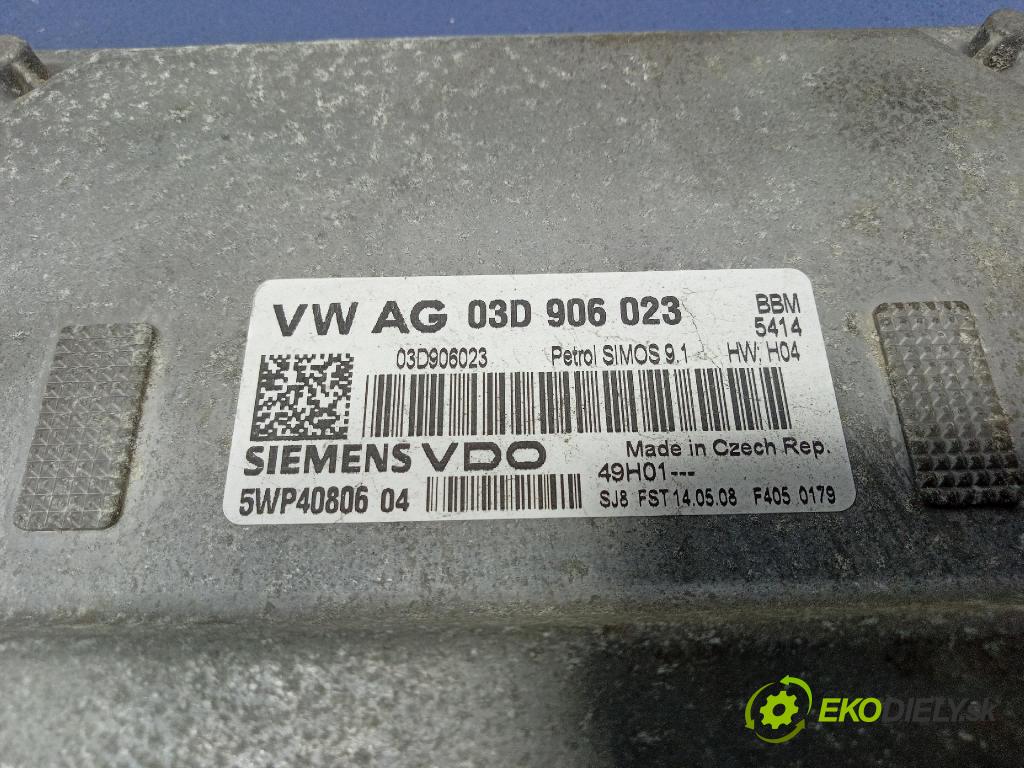 VW AG 03D 906 023 BBM
5414
03D906023 Petrol SIMOS 9.1 HW: H04
SIEMENS VDO Made in Czech Rep.
49H01---
5WP40806 04 SJ8 FST 14.05.08 F405 0179
EKODIELY.SK